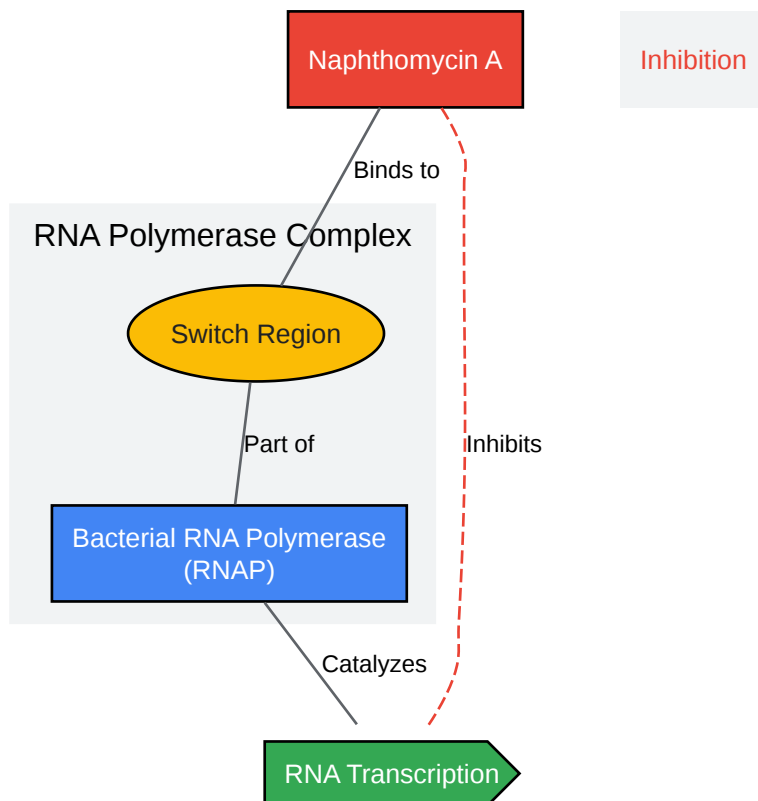 Naphthomycin A
Inhibition
Binds to
RNA Polymerase Complex
Switch Region
Part of
Inhibits
Bacterial RNA Polymerase
(RNAP)
Catalyzes
RNA Transcription